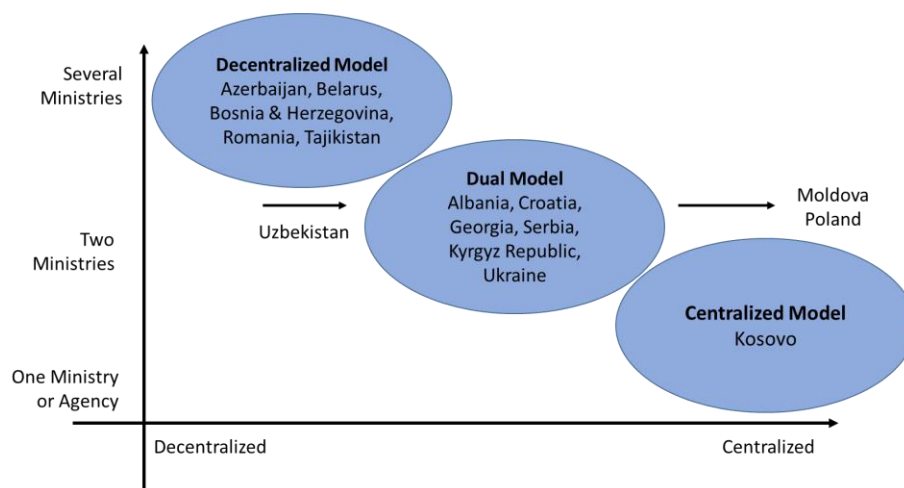 Several
Ministries
Decentralized Model
Azerbaijan, Belarus,
Bosnia & Herzegovina,
Romania, Tajikistan
Dual Model
Albania, Croatia,
Georgia, Serbia,
Kyrgyz Republic,
Ukraine
Uzbekistan
Moldova
Poland
Two
Ministries
Centralized Model
Kosovo
One Ministry
or Agency
Decentralized
Centralized